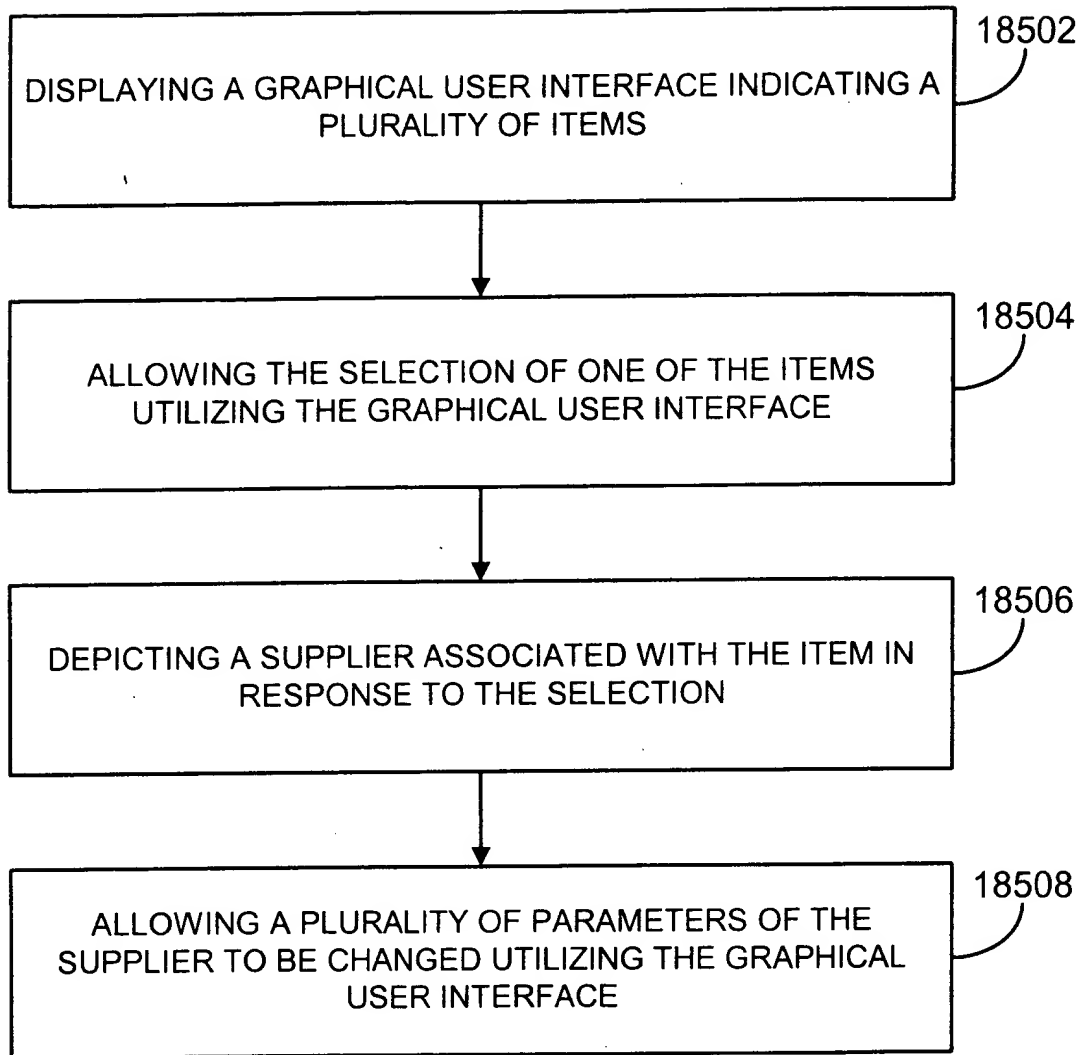 18502
DISPLAYING A GRAPHICAL USER INTERFACE INDICATING A
PLURALITY OF ITEMS
18504
ALLOWING THE SELECTION OF ONE OF THE ITEMS
UTILIZING THE GRAPHICAL USER INTERFACE
18506
DEPICTING A SUPPLIER ASSOCIATED WITH THE ITEM IN
RESPONSE TO THE SELECTION
18508
ALLOWING A PLURALITY OF PARAMETERS OF THE
SUPPLIER TO BE CHANGED UTILIZING THE GRAPHICAL
USER INTERFACE